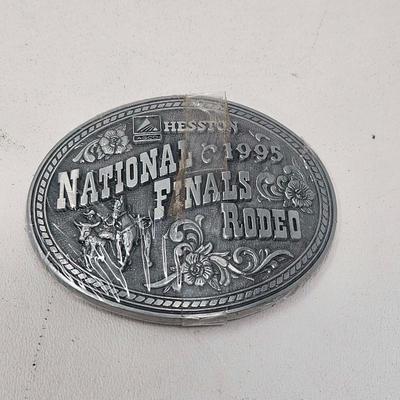 HESSTON
NATIONAL 1995
FINALS
RODEO